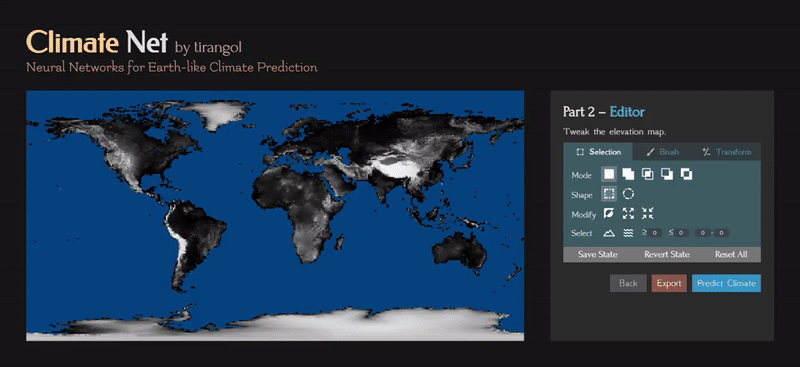 Climate Net by tirangol
Neural Networks for Earth-like Climate Prediction
Part 2 – Editor
Tweak the elevation map.
Selection Brush Transform
Mode
Shape
Modify
Select ≥ 0 ≤ 0 0 - 0
Save State Revert State Reset All
Back Export Predict Climate